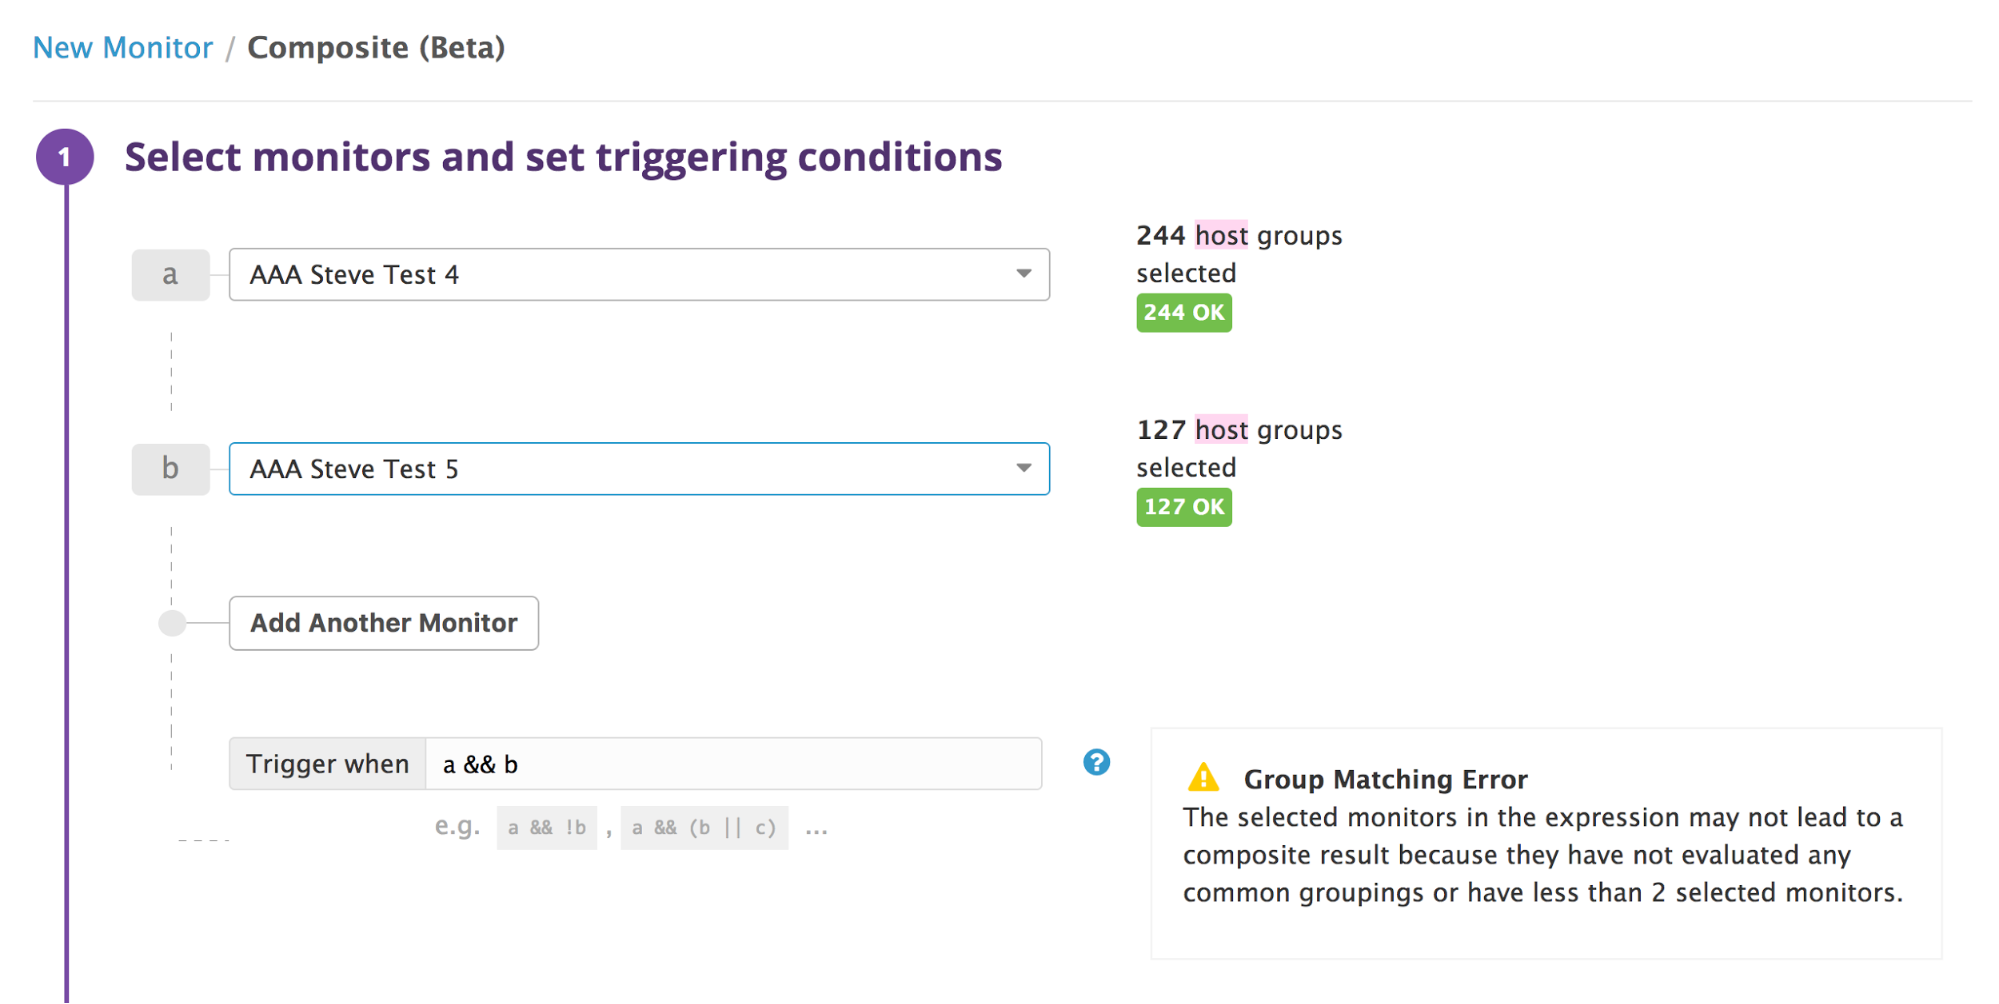 New Monitor / Composite (Beta)
1 Select monitors and set triggering conditions
a AAA Steve Test 4
244 host groups
selected
244 OK
b AAA Steve Test 5
127 host groups
selected
127 OK
Add Another Monitor
Trigger when a && b ?
e.g. a && !b , a && (b || c) ...
Group Matching Error
The selected monitors in the expression may not lead to a
composite result because they have not evaluated any
common groupings or have less than 2 selected monitors.